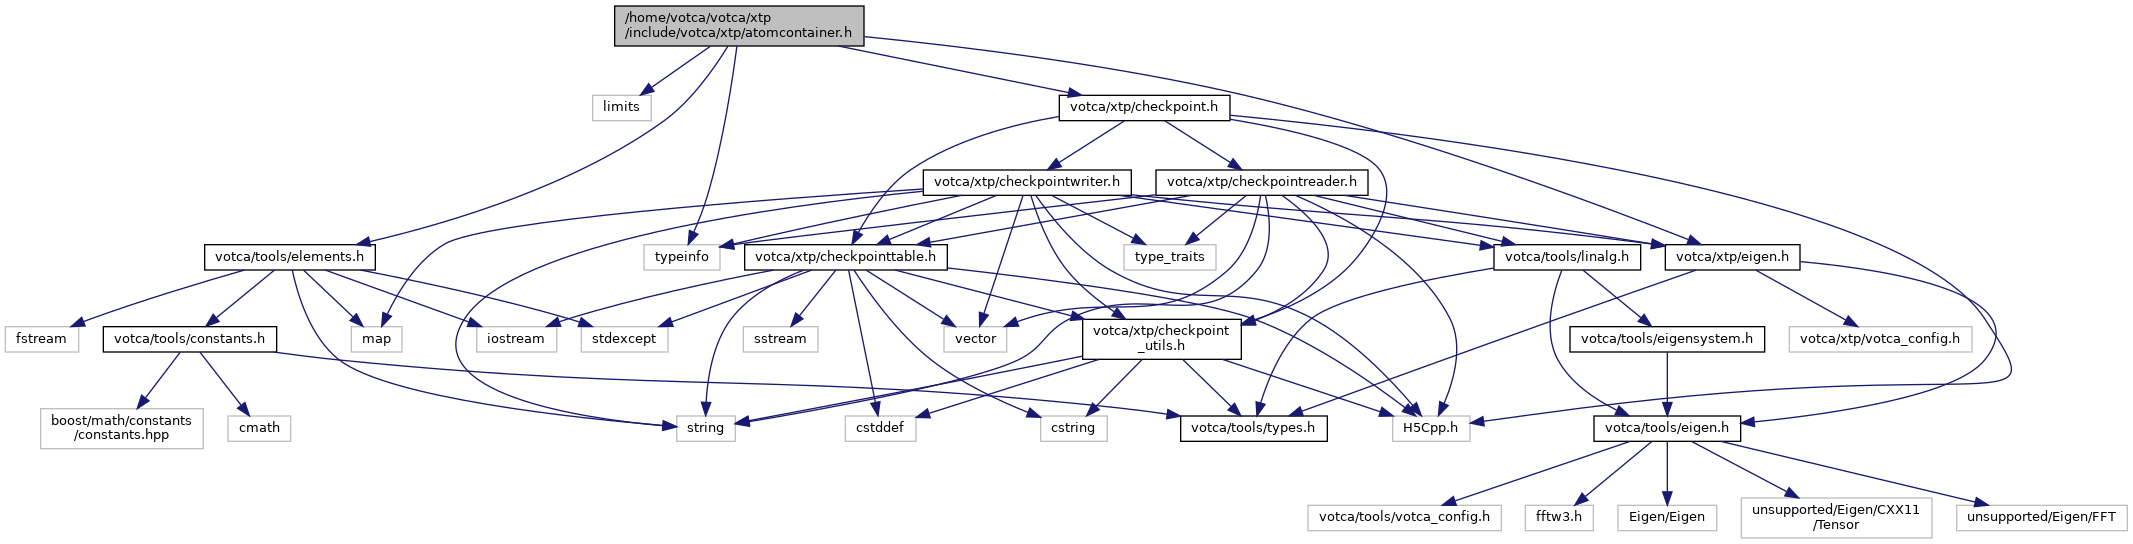 /home/votca/votca/xtp
/include/votca/xtp/atomcontainer.h
limits
votca/xtp/checkpoint.h
votca/xtp/checkpointwriter.h
votca/xtp/checkpointreader.h
votca/tools/elements.h
typeinfo
votca/xtp/checkpointtable.h
type_traits
votca/tools/linalg.h
votca/xtp/eigen.h
fstream
votca/tools/constants.h
map
iostream
stdexcept
sstream
vector
votca/xtp/checkpoint
_utils.h
votca/tools/eigensystem.h
votca/xtp/votca_config.h
boost/math/constants
/constants.hpp
cmath
string
cstddef
cstring
votca/tools/types.h
H5Cpp.h
votca/tools/eigen.h
votca/tools/votca_config.h
fftw3.h
Eigen/Eigen
unsupported/Eigen/CXX11
/Tensor
unsupported/Eigen/FFT